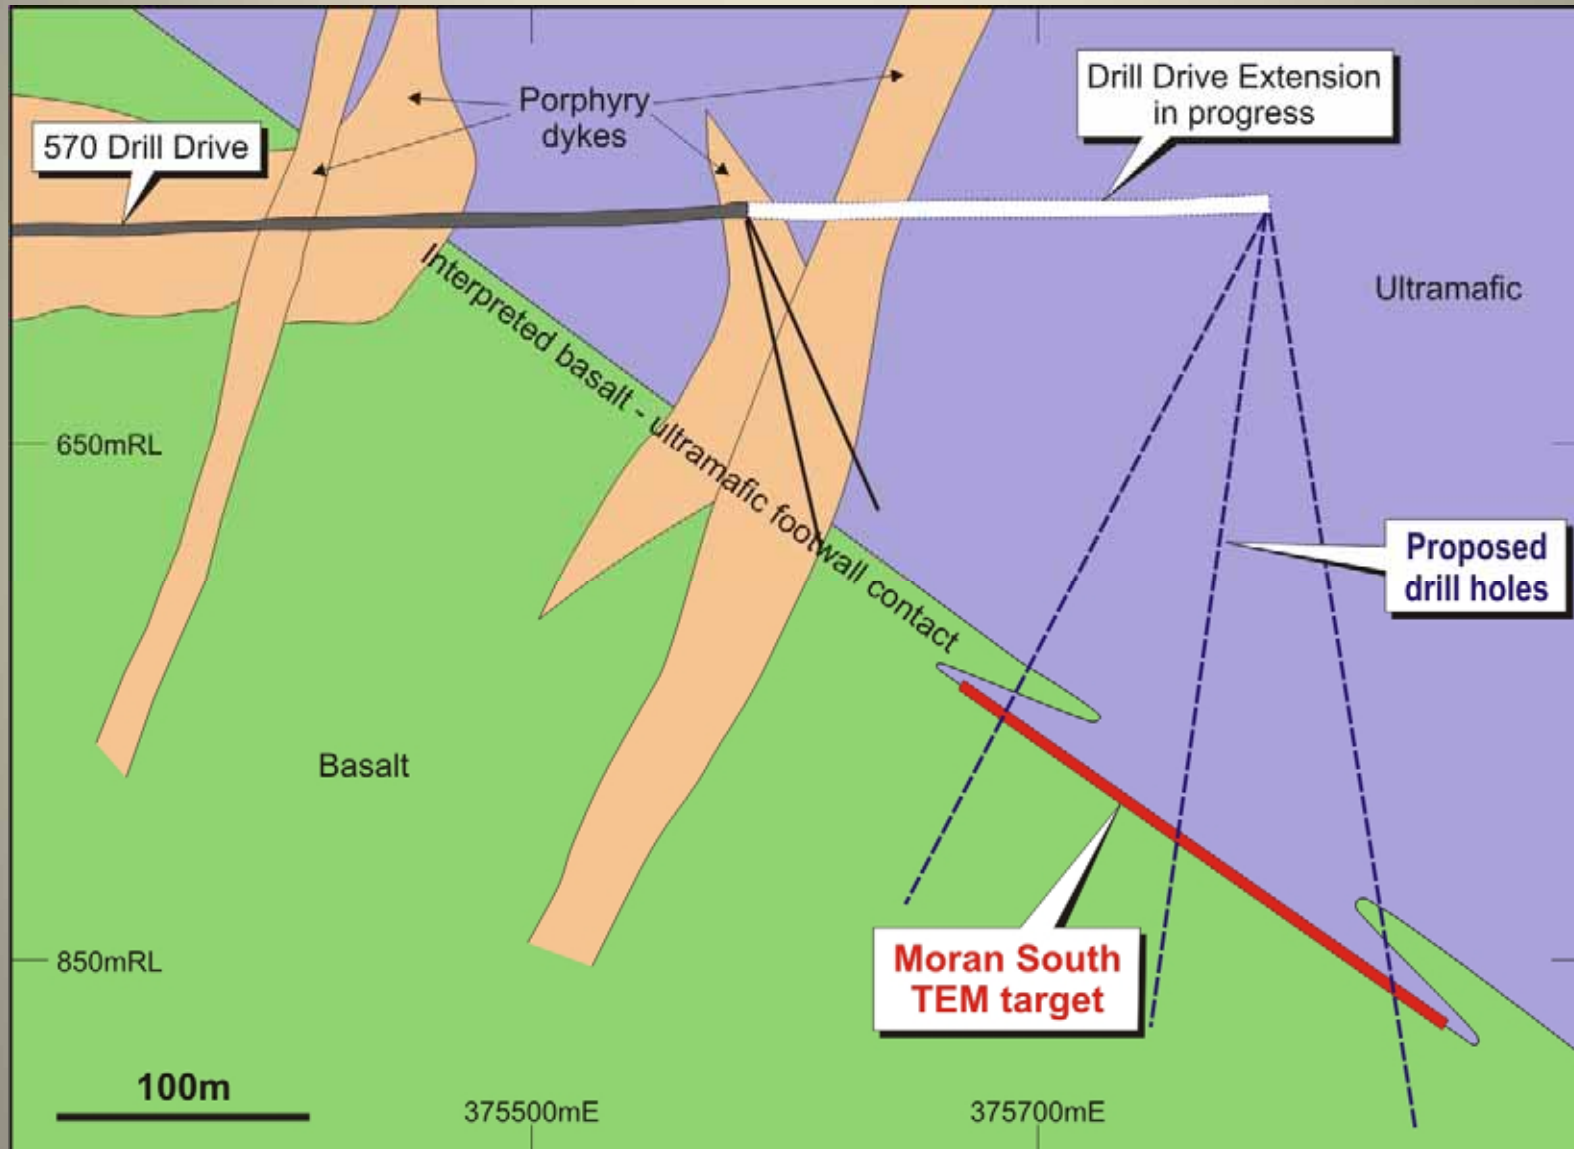 Porphyry
dykes
Drill Drive Extension
in progress
570 Drill Drive
Ultramafic
Interpreted basalt - ultramafic footwall contact
650mRL
Proposed
drill holes
Basalt
850mRL
Moran South
TEM target
100m
375500mE
375700mE